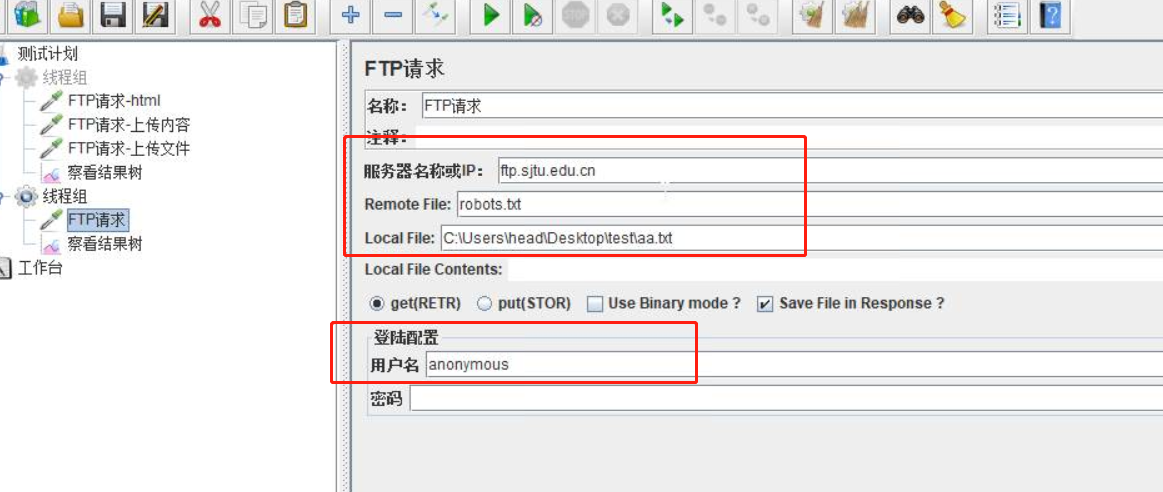 测试计划
线程组
FTP请求-html
FTP请求-上传内容
FTP请求-上传文件
察看结果树
线程组
FTP请求
察看结果树
工作台
FTP请求
名称： FTP请求
注释：
服务器名称或IP： ftp.sjtu.edu.cn
Remote File: robots.txt
Local File: C:\Users\head\Desktop\test\aa.txt
Local File Contents:
get(RETR) put(STOR) Use Binary mode ? Save File in Response ?
登陆配置
用户名 anonymous
密码